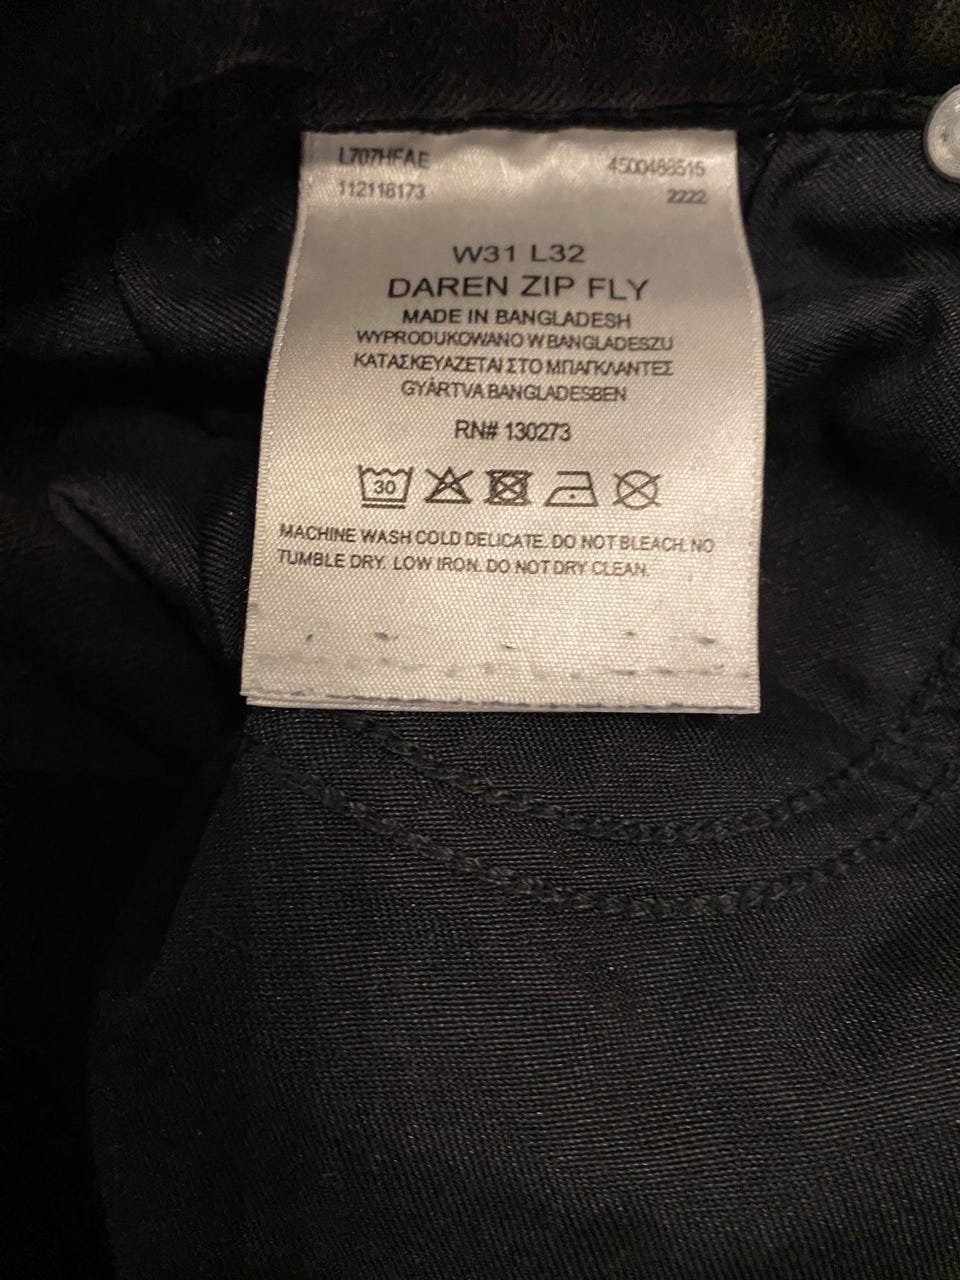 L707HFAE 4500488515
112118173 2222
W31 L32
DAREN ZIP FLY
MADE IN BANGLADESH
WYPRODUKOWANO W BANGLADESZU
ΚΑΤΑΣΚΕΥΑΖΕΤΑΙ ΣΤΟ ΜΠΑΓΚΛΑΝΤΕΣ
GYÁRTVA BANGLADESBEN
RN# 130273
30
MACHINE WASH COLD DELICATE. DO NOT BLEACH. NO
TUMBLE DRY. LOW IRON. DO NOT DRY CLEAN.